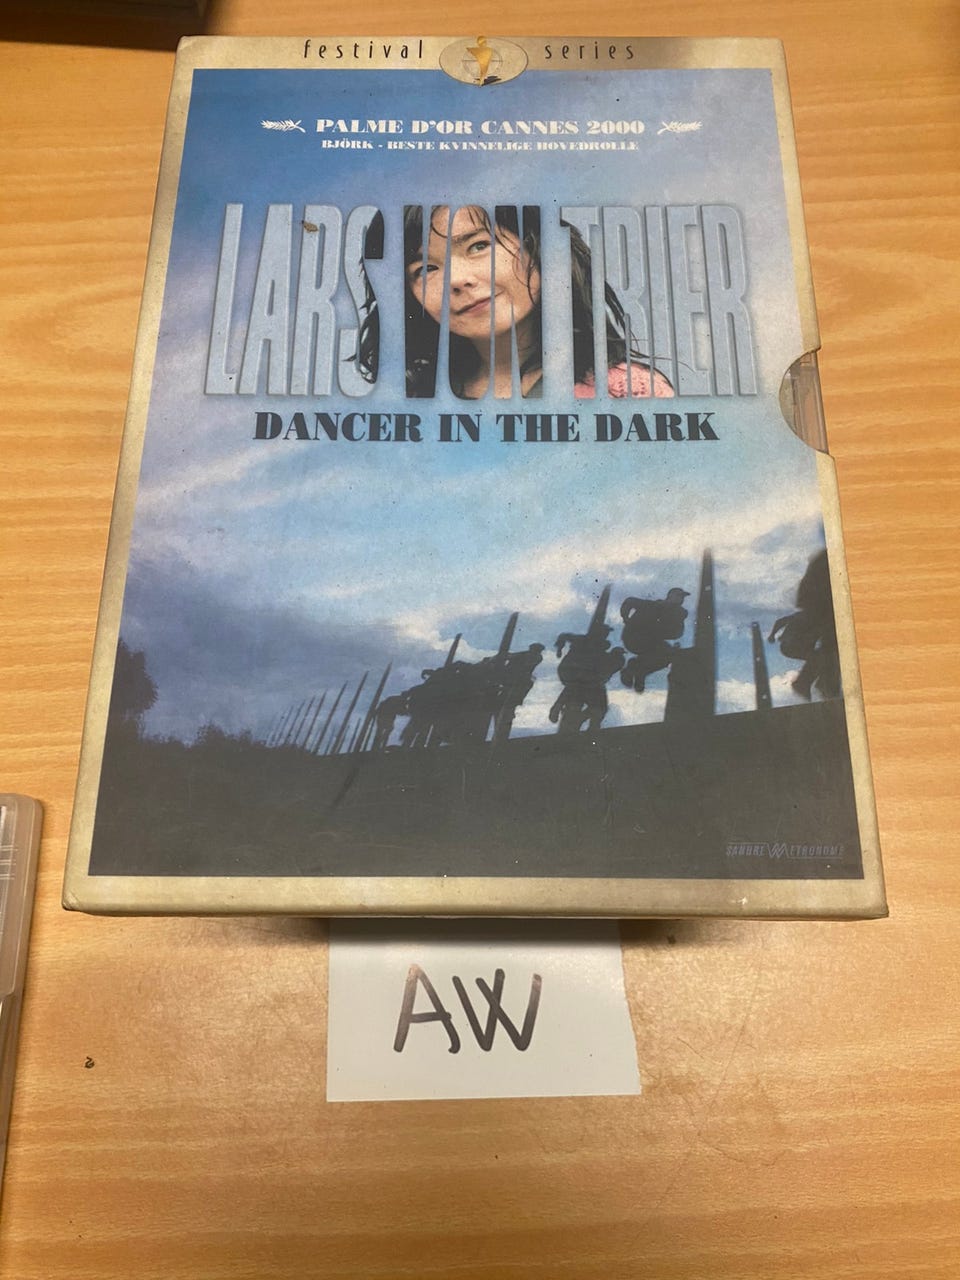 festival series
PALME D'OR CANNES 2000
BJÖRK - BESTE KVINNELIGE HOVEDROLLE
LARS VON TRIER
DANCER IN THE DARK
SANDREW METRONOME
AW